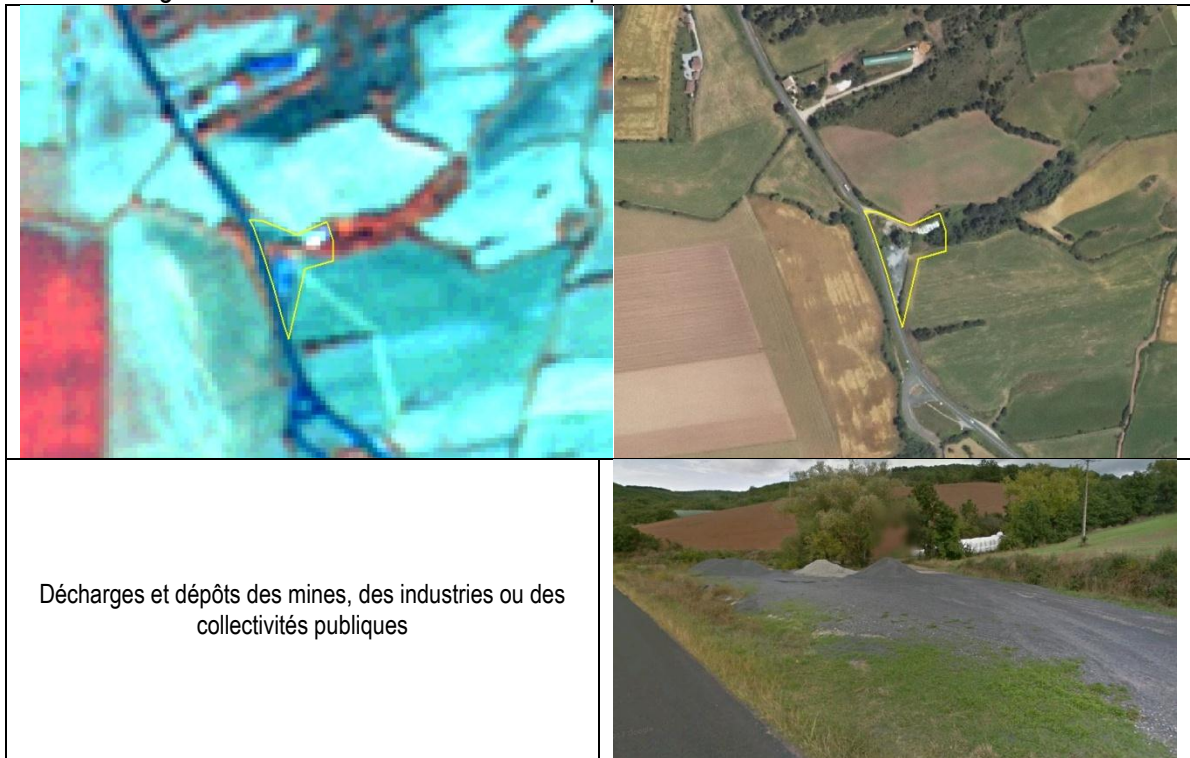 Décharges et dépôts des mines, des industries ou des
collectivités publiques